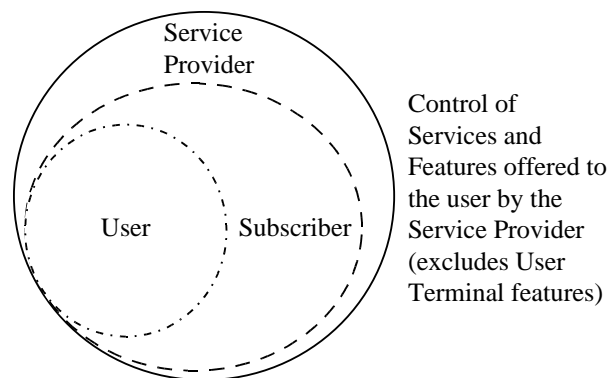 Service
Provider
User
Subscriber
Control of
Services and
Features offered to
the user by the
Service Provider
(excludes User
Terminal features)